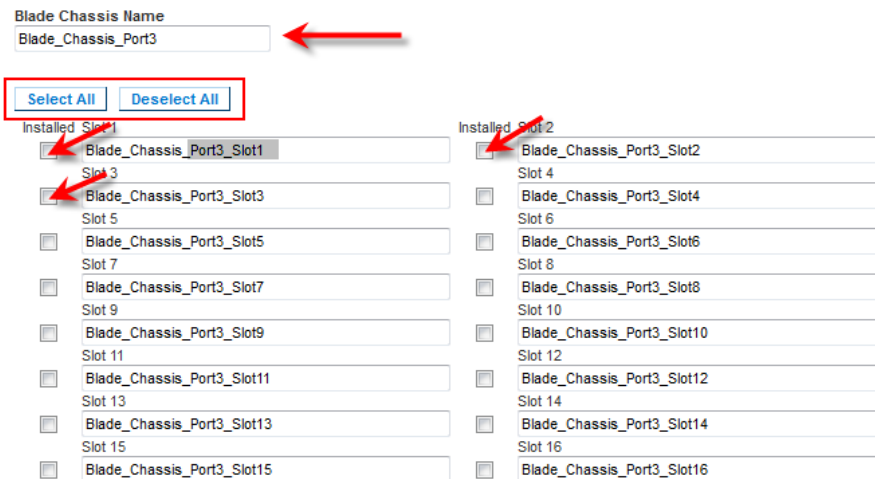 Blade Chassis Name
Blade_Chassis_Port3
Select All Deselect All
Installed Slot 1 Installed Slot 2
Blade_Chassis_Port3_Slot1 Blade_Chassis_Port3_Slot2
Slot 3 Slot 4
Blade_Chassis_Port3_Slot3 Blade_Chassis_Port3_Slot4
Slot 5 Slot 6
Blade_Chassis_Port3_Slot5 Blade_Chassis_Port3_Slot6
Slot 7 Slot 8
Blade_Chassis_Port3_Slot7 Blade_Chassis_Port3_Slot8
Slot 9 Slot 10
Blade_Chassis_Port3_Slot9 Blade_Chassis_Port3_Slot10
Slot 11 Slot 12
Blade_Chassis_Port3_Slot11 Blade_Chassis_Port3_Slot12
Slot 13 Slot 14
Blade_Chassis_Port3_Slot13 Blade_Chassis_Port3_Slot14
Slot 15 Slot 16
Blade_Chassis_Port3_Slot15 Blade_Chassis_Port3_Slot16